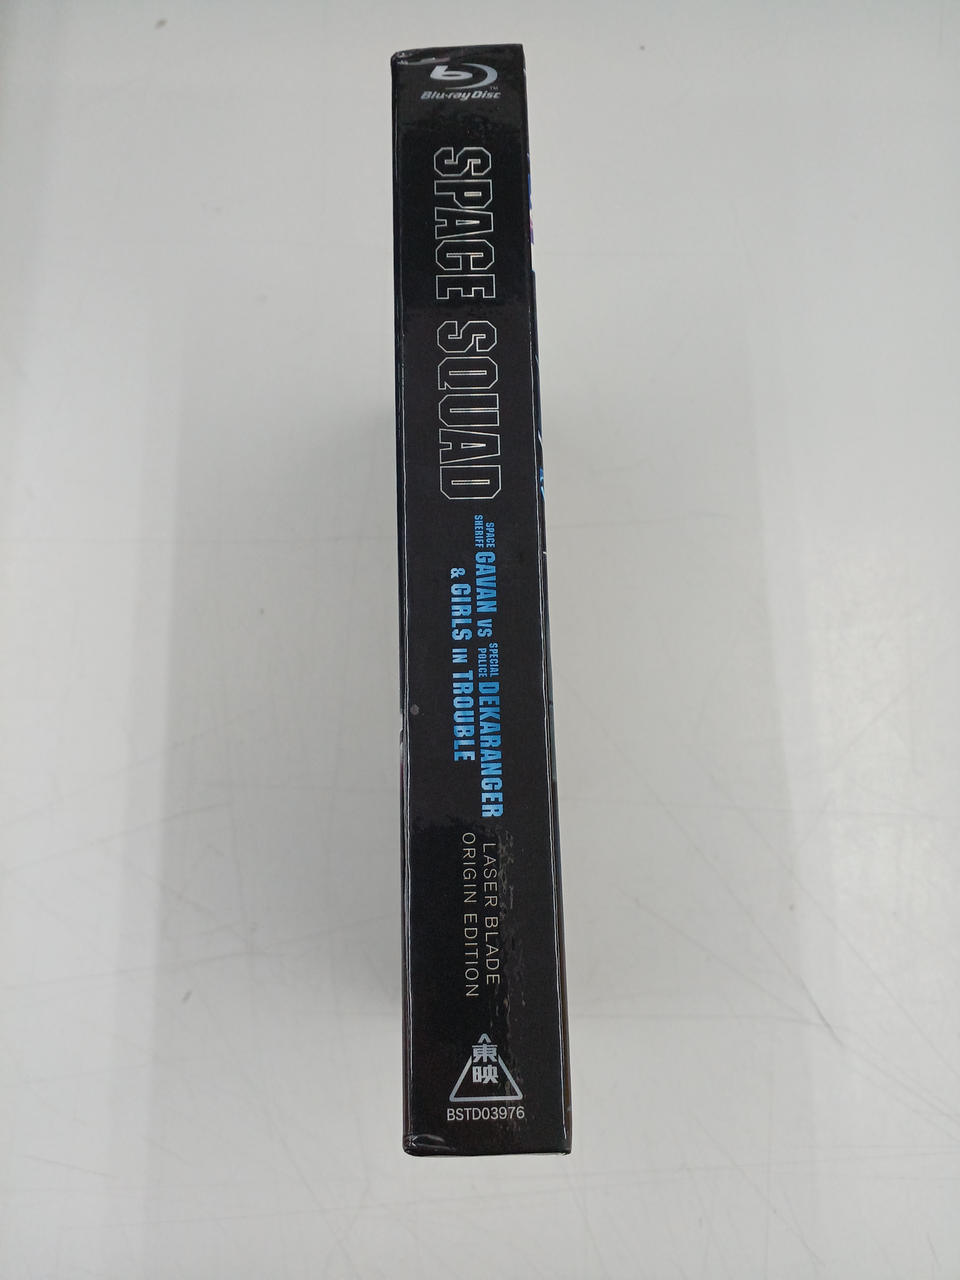 Blu-ray Disc™
SPACE SQUAD
SPACE SHERIFF GAVAN VS SPECIAL POLICE DEKARANGER
& GIRLS IN TROUBLE
LASER BLADE
ORIGIN EDITION
東映
BSTD03976